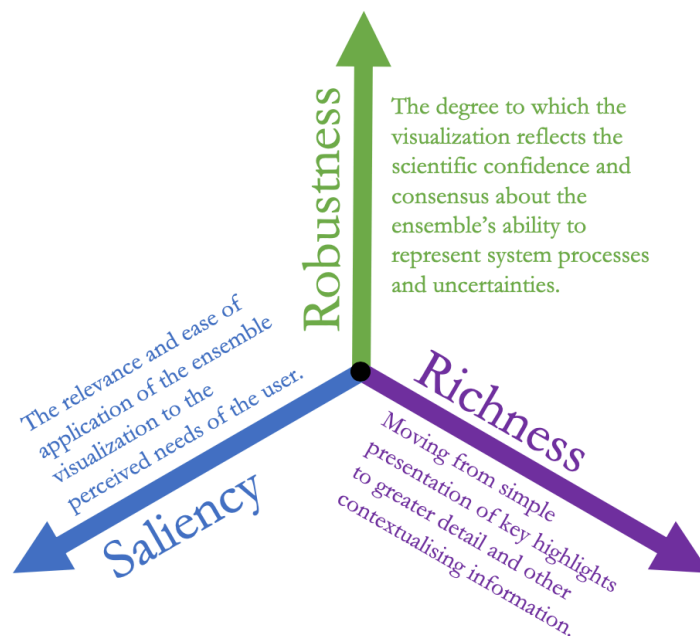 Robustness
The degree to which the
visualization reflects the
scientific confidence and
consensus about the
ensemble's ability to
represent system processes
and uncertainties.
The relevance and ease of
application of the ensemble
visualization to the
perceived needs of the user.
Saliency
Richness
Moving from simple
presentation of key highlights
to greater detail and other
contextualising information.